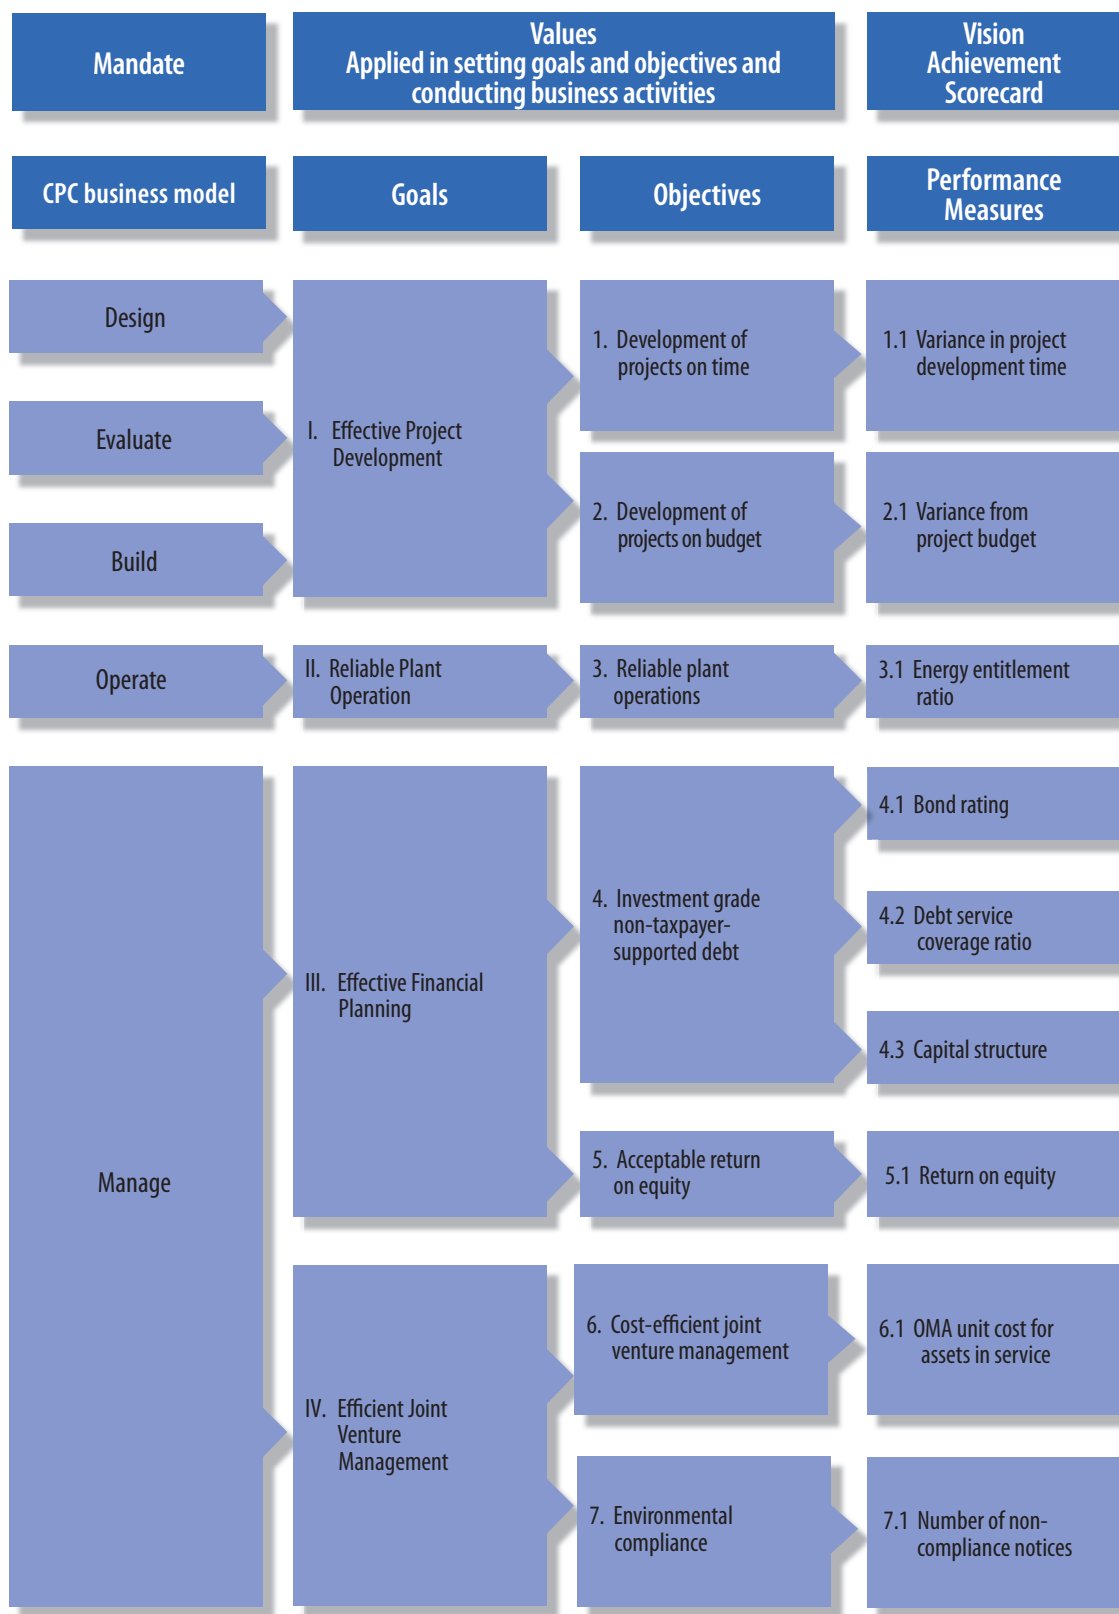 Mandate
Values
Applied in setting goals and objectives and
conducting business activities
Vision
Achievement
Scorecard
CPC business model
Goals
Objectives
Performance
Measures
Design
Evaluate
Build
I. Effective Project
Development
1. Development of
projects on time
1.1 Variance in project
development time
2. Development of
projects on budget
2.1 Variance from
project budget
Operate
II. Reliable Plant
Operation
3. Reliable plant
operations
3.1 Energy entitlement
ratio
Manage
III. Effective Financial
Planning
4. Investment grade
non-taxpayer-
supported debt
4.1 Bond rating
4.2 Debt service
coverage ratio
4.3 Capital structure
5. Acceptable return
on equity
5.1 Return on equity
IV. Efficient Joint
Venture
Management
6. Cost-efficient joint
venture management
6.1 OMA unit cost for
assets in service
7. Environmental
compliance
7.1 Number of non-
compliance notices